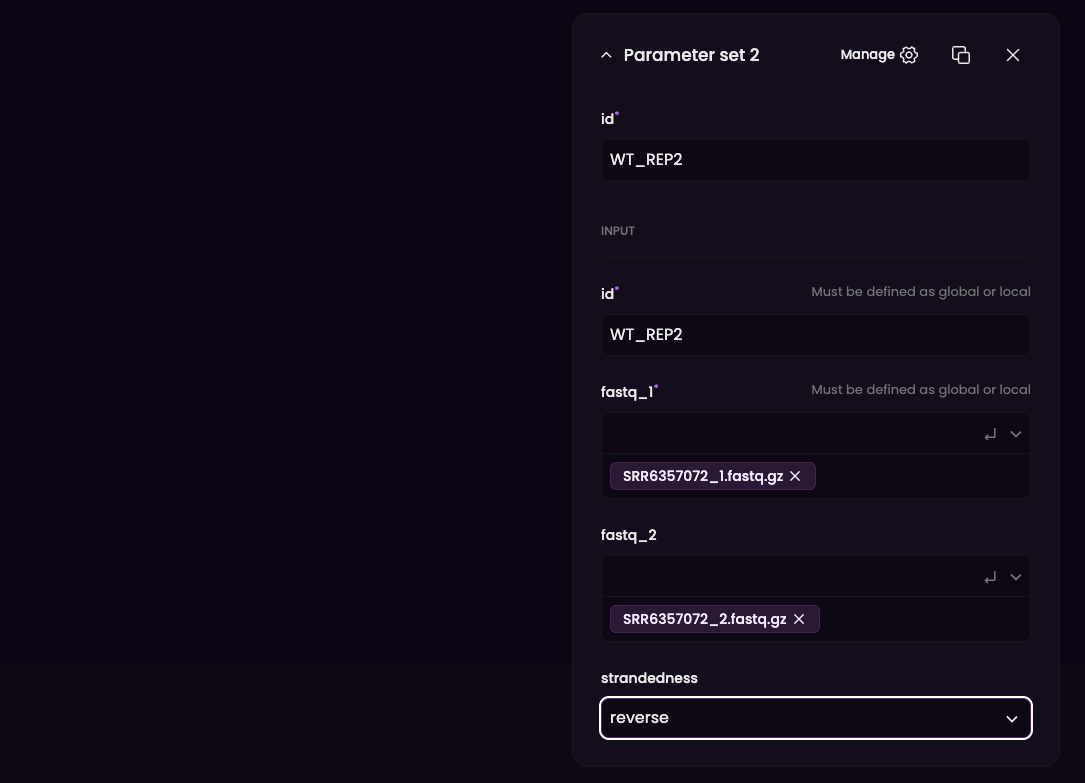 Parameter set 2 Manage
id*
WT_REP2
INPUT
id* Must be defined as global or local
WT_REP2
fastq_1* Must be defined as global or local
SRR6357072_1.fastq.gz
fastq_2
SRR6357072_2.fastq.gz
strandedness
reverse